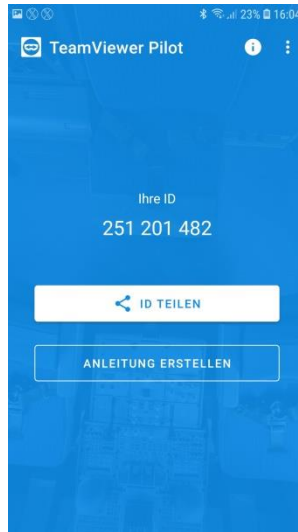 23% 16:04
TeamViewer Pilot
Ihre ID
251 201 482
ID TEILEN
ANLEITUNG ERSTELLEN